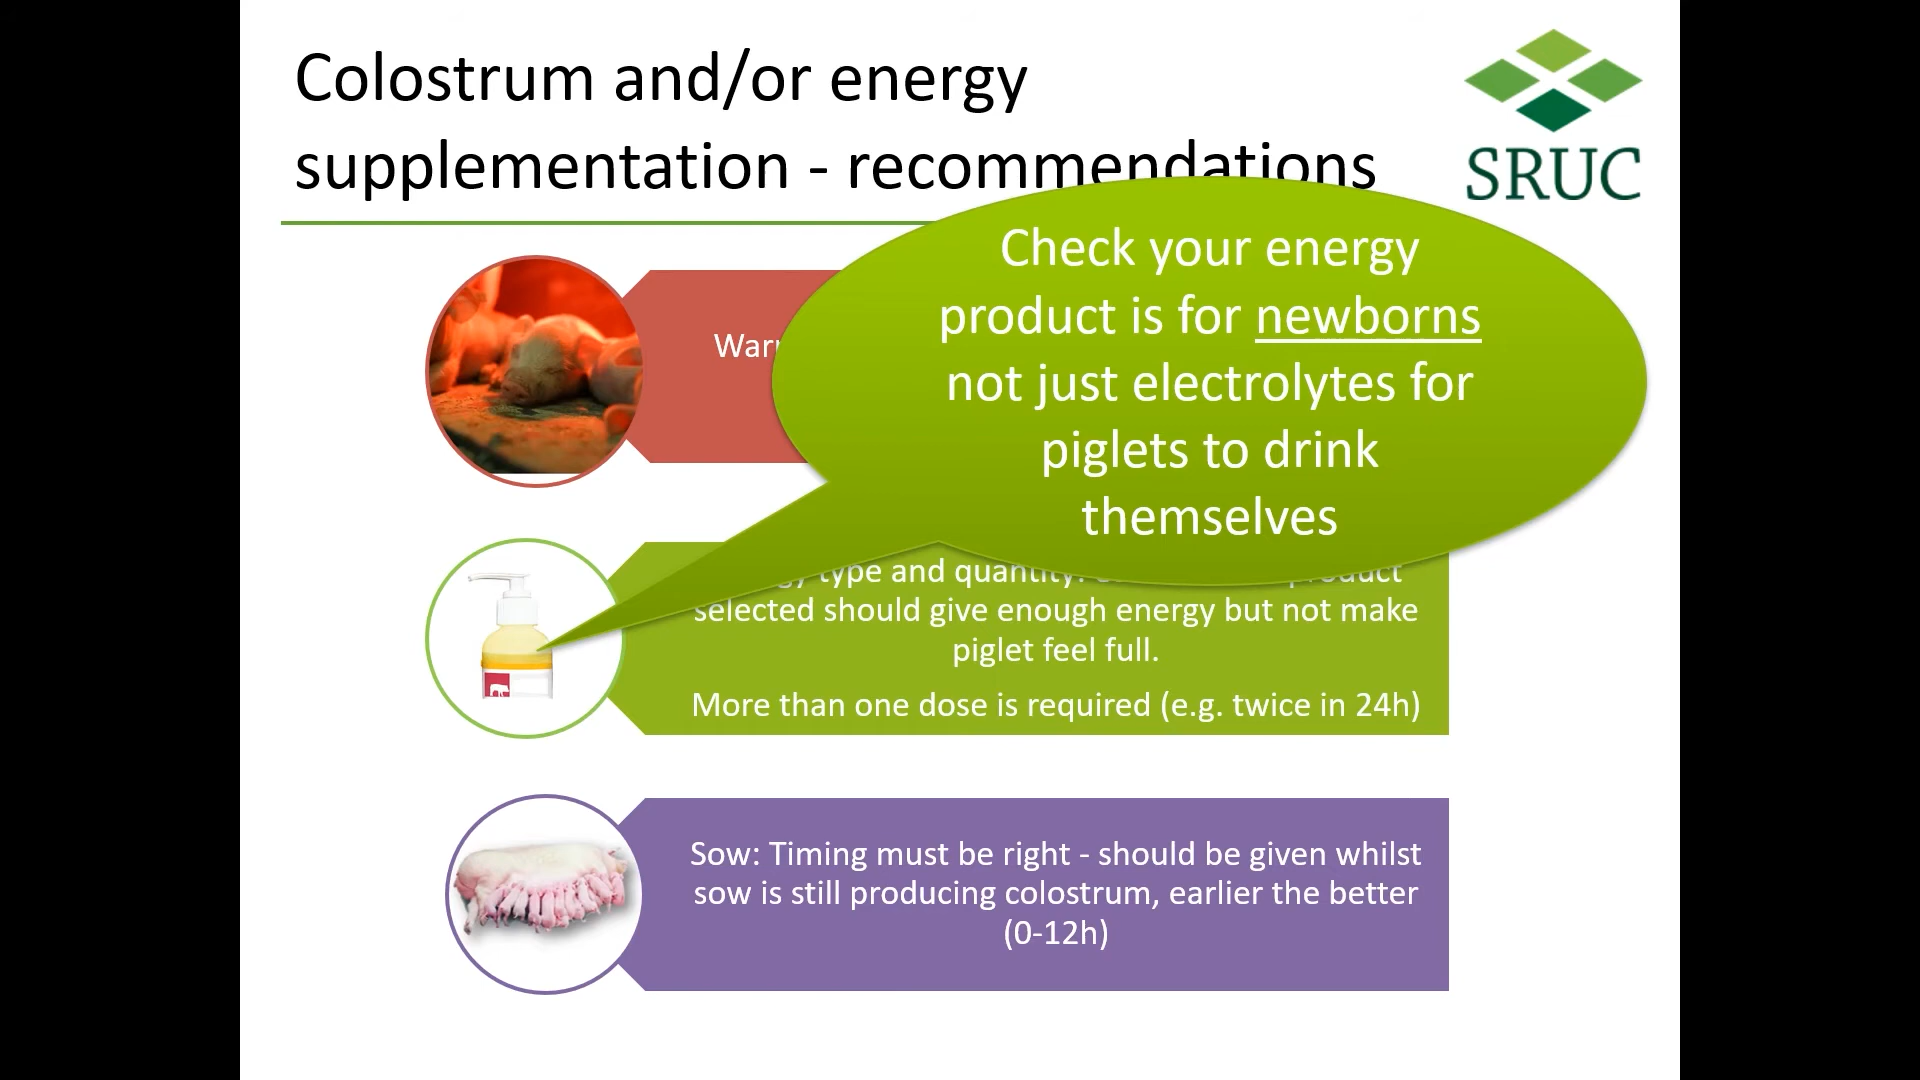 Colostrum and/or energy
supplementation - recommendations
SRUC
Check your energy
product is for newborns
not just electrolytes for
piglets to drink
themselves
type and quantity:
selected should give enough energy but not make
piglet feel full.
More than one dose is required (e.g. twice in 24h)
Sow: Timing must be right - should be given whilst
sow is still producing colostrum, earlier the better
(0-12h)